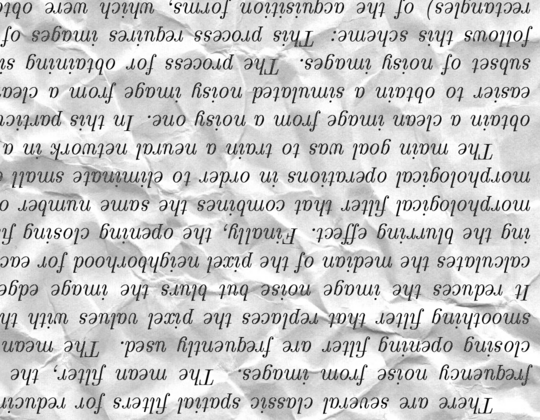 There are several classic spatial filters for reducin
frequency noise from images. The mean filter, the
closing opening filter are frequently used. The mean
smoothing filter that replaces the pixel values with th
It reduces the image noise but blurs the image edge
calculates the median of the pixel neighborhood for eac
ing the blurring effect. Finally, the opening closing fi
morphological filter that combines the same number o
morphological operations in order to eliminate small
The main goal was to train a neural network in a
obtain a clean image from a noisy one. In this particu
easier to obtain a simulated noisy image from a clean
subset of noisy images. The process for obtaining si
follows this scheme: This process requires images of
rectangles) of the acquisition forms, which were obt